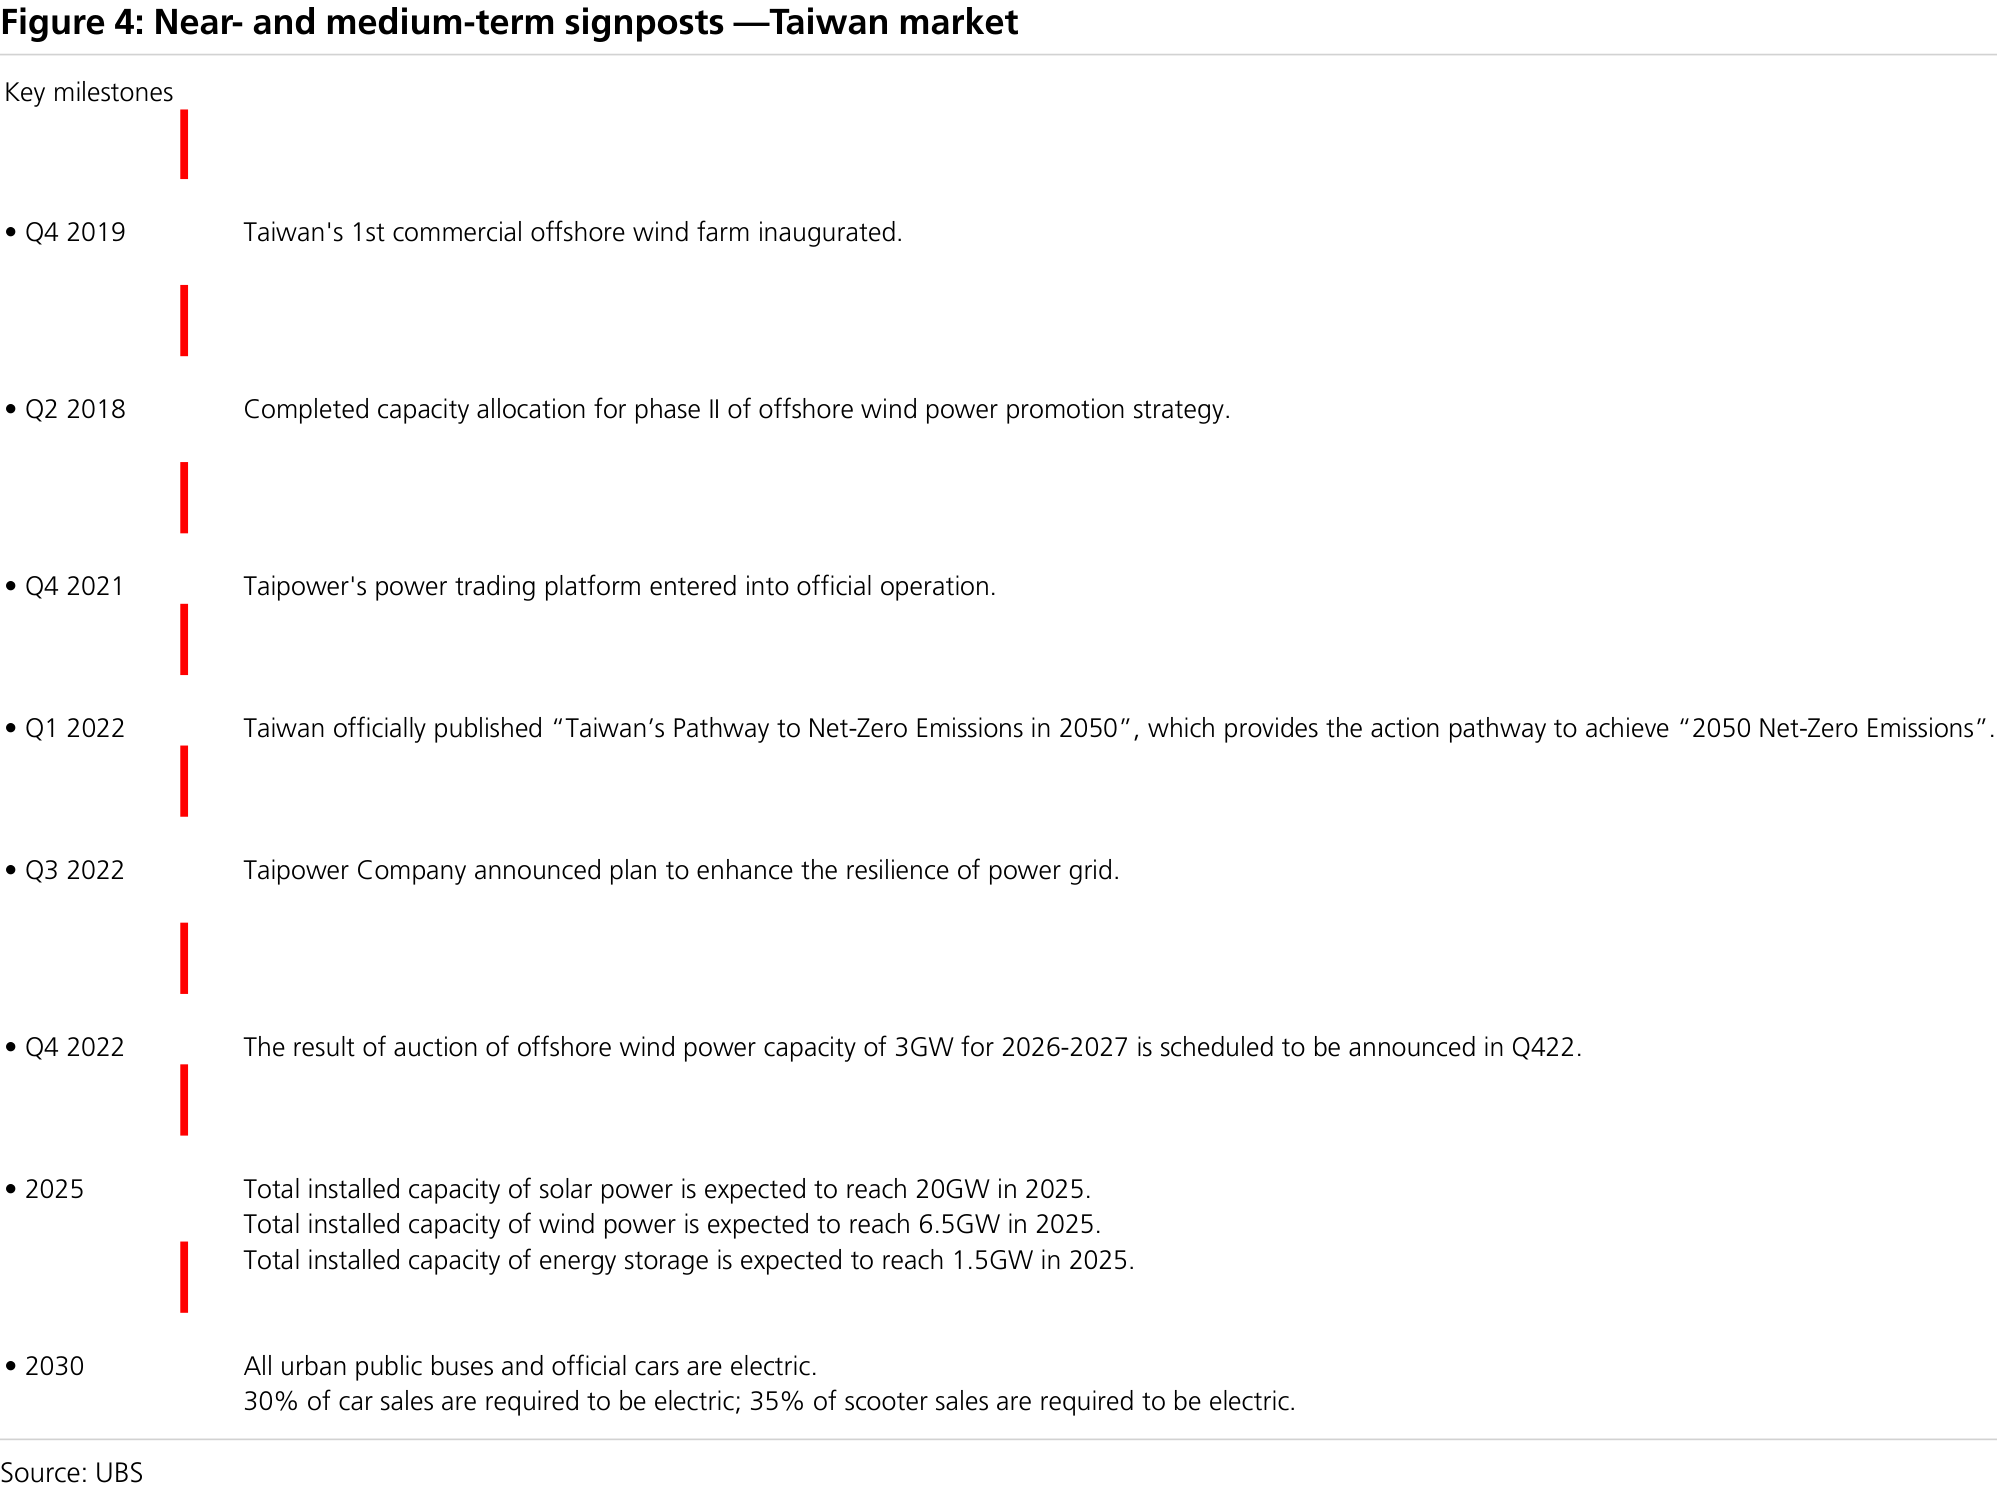 Figure 4: Near- and medium-term signposts —Taiwan market
Key milestones
• Q4 2019 Taiwan's 1st commercial offshore wind farm inaugurated.
• Q2 2018 Completed capacity allocation for phase II of offshore wind power promotion strategy.
• Q4 2021 Taipower's power trading platform entered into official operation.
• Q1 2022 Taiwan officially published “Taiwan’s Pathway to Net-Zero Emissions in 2050”, which provides the action pathway to achieve “2050 Net-Zero Emissions”.
• Q3 2022 Taipower Company announced plan to enhance the resilience of power grid.
• Q4 2022 The result of auction of offshore wind power capacity of 3GW for 2026-2027 is scheduled to be announced in Q422.
• 2025 Total installed capacity of solar power is expected to reach 20GW in 2025.
Total installed capacity of wind power is expected to reach 6.5GW in 2025.
Total installed capacity of energy storage is expected to reach 1.5GW in 2025.
• 2030 All urban public buses and official cars are electric.
30% of car sales are required to be electric; 35% of scooter sales are required to be electric.
Source: UBS